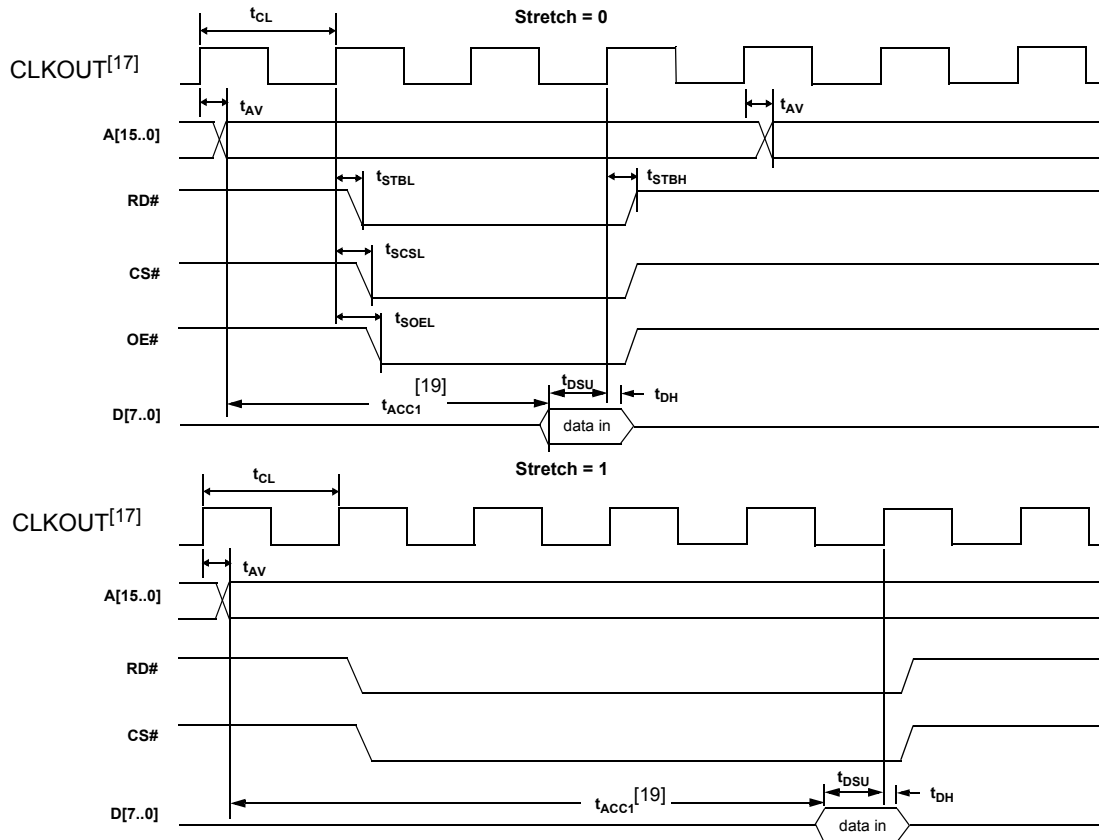 Stretch = 0
tCL
CLKOUT[17]
tAV
tAV
A[15..0]
tSTBL
tSTBH
RD#
tSCSL
CS#
tSOEL
OE#
[19]
tDSU
tDH
tACC1
D[7..0]
data in
Stretch = 1
tCL
CLKOUT[17]
tAV
A[15..0]
RD#
CS#
tDSU
tACC1[19]
tDH
D[7..0]
data in